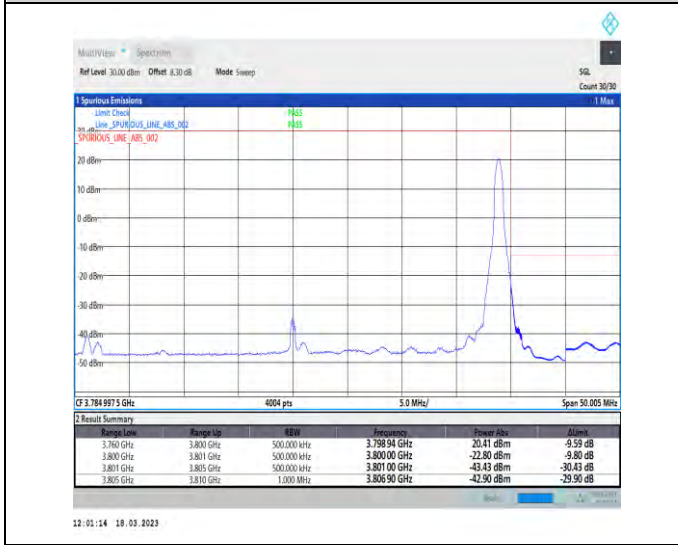 MultiView Spectrum
Ref Level 30.00 dBm Offset 8.30 dB Mode Sweep SGL
Count 30/30
1 Spurious Emissions 1 Max
Limit Check PASS
Line _SPURIOUS_LINE_ABS_002 PASS
30 dBm
_SPURIOUS_LINE_ABS_002
20 dBm
10 dBm
0 dBm
-10 dBm
-20 dBm
-30 dBm
-40 dBm
-50 dBm
CF 3.784 997 5 GHz 4004 pts 5.0 MHz/ Span 50.005 MHz
2 Result Summary
Range Low Range Up RBW Frequency Power Abs ΔLimit
3.760 GHz 3.800 GHz 500.000 kHz 3.798 94 GHz 20.41 dBm -9.59 dB
3.800 GHz 3.801 GHz 500.000 kHz 3.800 00 GHz -22.80 dBm -9.80 dB
3.801 GHz 3.805 GHz 500.000 kHz 3.801 00 GHz -43.43 dBm -30.43 dB
3.805 GHz 3.810 GHz 1.000 MHz 3.806 90 GHz -42.90 dBm -29.90 dB
12:01:14 18.03.2023